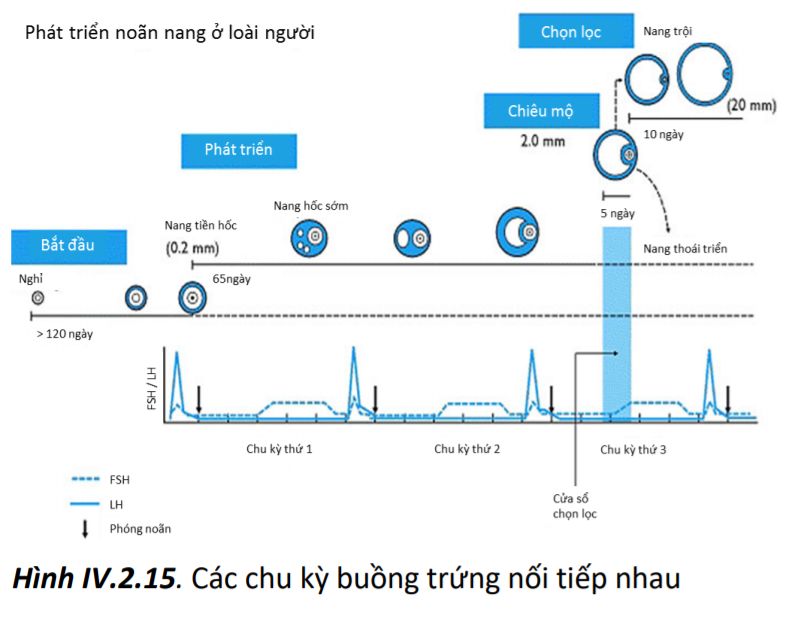 Phát triển noãn nang ở loài người
Chọn lọc
Nang trội
(20 mm)
Chiêu mộ
2.0 mm
10 ngày
Phát triển
5 ngày
Nang hốc sớm
Nang tiền hốc
(0.2 mm)
Nang thoái triển
Bắt đầu
65ngày
Nghỉ
> 120 ngày
FSH / LH
Chu kỳ thứ 1
Chu kỳ thứ 2
Chu kỳ thứ 3
FSH
LH
Phóng noãn
Cửa sổ
chọn lọc
Hình IV.2.15. Các chu kỳ buồng trứng nối tiếp nhau